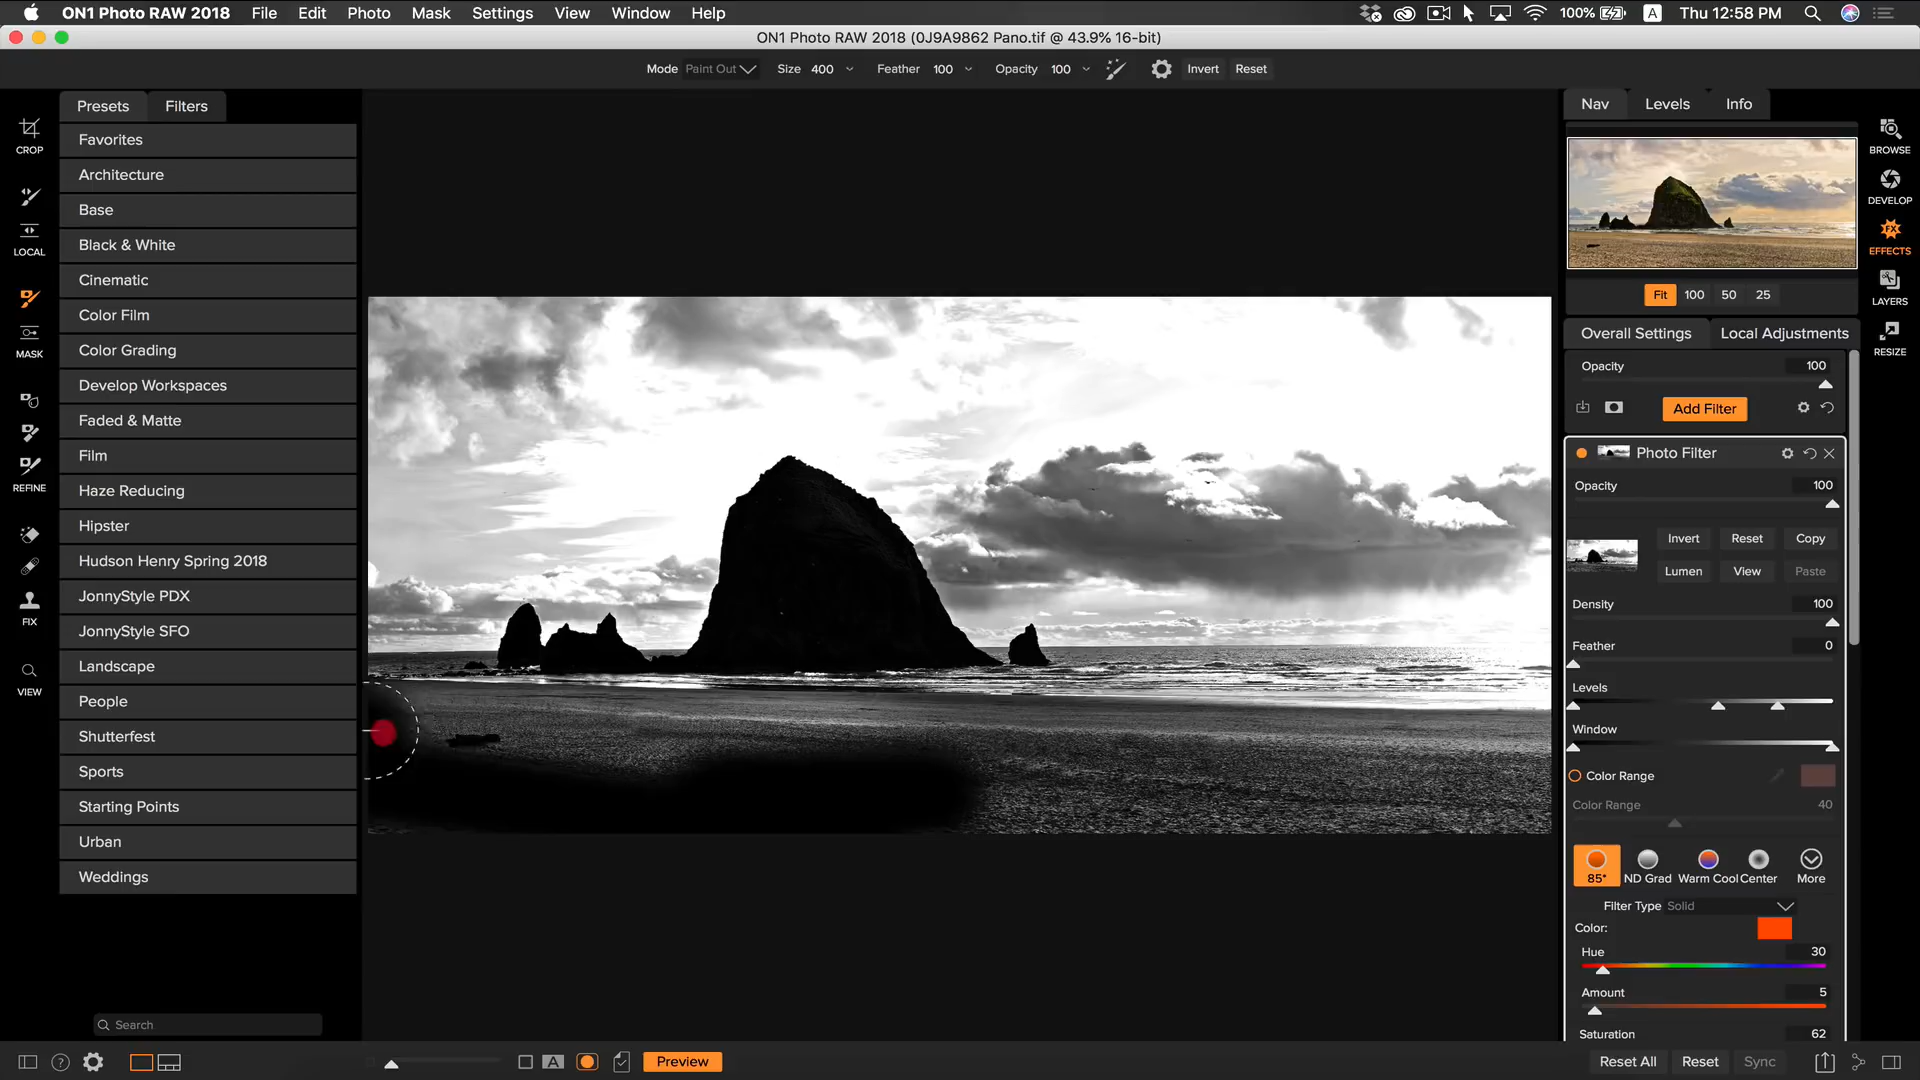 ON1 Photo RAW 2018 File Edit Photo Mask Settings View Window Help 100% A Thu 12:58 PM
ON1 Photo RAW 2018 (0J9A9862 Pano.tif @ 43.9% 16-bit)
Mode Paint Out Size 400 Feather 100 Opacity 100 Invert Reset
CROP
LOCAL
MASK
REFINE
FIX
VIEW
Presets Filters
Favorites
Architecture
Base
Black & White
Cinematic
Color Film
Color Grading
Develop Workspaces
Faded & Matte
Film
Haze Reducing
Hipster
Hudson Henry Spring 2018
JonnyStyle PDX
JonnyStyle SFO
Landscape
People
Shutterfest
Sports
Starting Points
Urban
Weddings
Search
Nav Levels Info
Fit 100 50 25
Overall Settings Local Adjustments
Opacity 100
Add Filter
Photo Filter
Opacity 100
Invert Reset Copy
Lumen View Paste
Density 100
Feather 0
Levels
Window
Color Range
Color Range 40
85* ND Grad Warm Cool Center More
Filter Type Solid
Color:
Hue 30
Amount 5
Saturation 62
BROWSE
DEVELOP
FX
EFFECTS
LAYERS
RESIZE
? A Preview Reset All Reset Sync